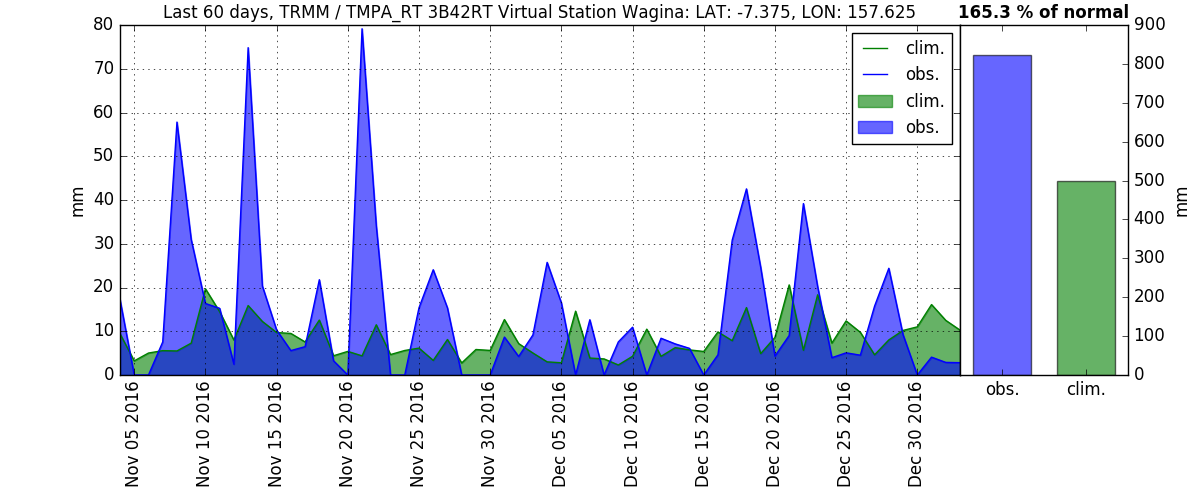 Last 60 days, TRMM / TMPA_RT 3B42RT Virtual Station Wagina: LAT: -7.375, LON: 157.625
165.3 % of normal
80
70
60
50
40
30
20
10
0
mm
clim.
obs.
clim.
obs.
900
800
700
600
500
400
300
200
100
0
mm
obs.
clim.
Nov 05 2016
Nov 10 2016
Nov 15 2016
Nov 20 2016
Nov 25 2016
Nov 30 2016
Dec 05 2016
Dec 10 2016
Dec 15 2016
Dec 20 2016
Dec 25 2016
Dec 30 2016